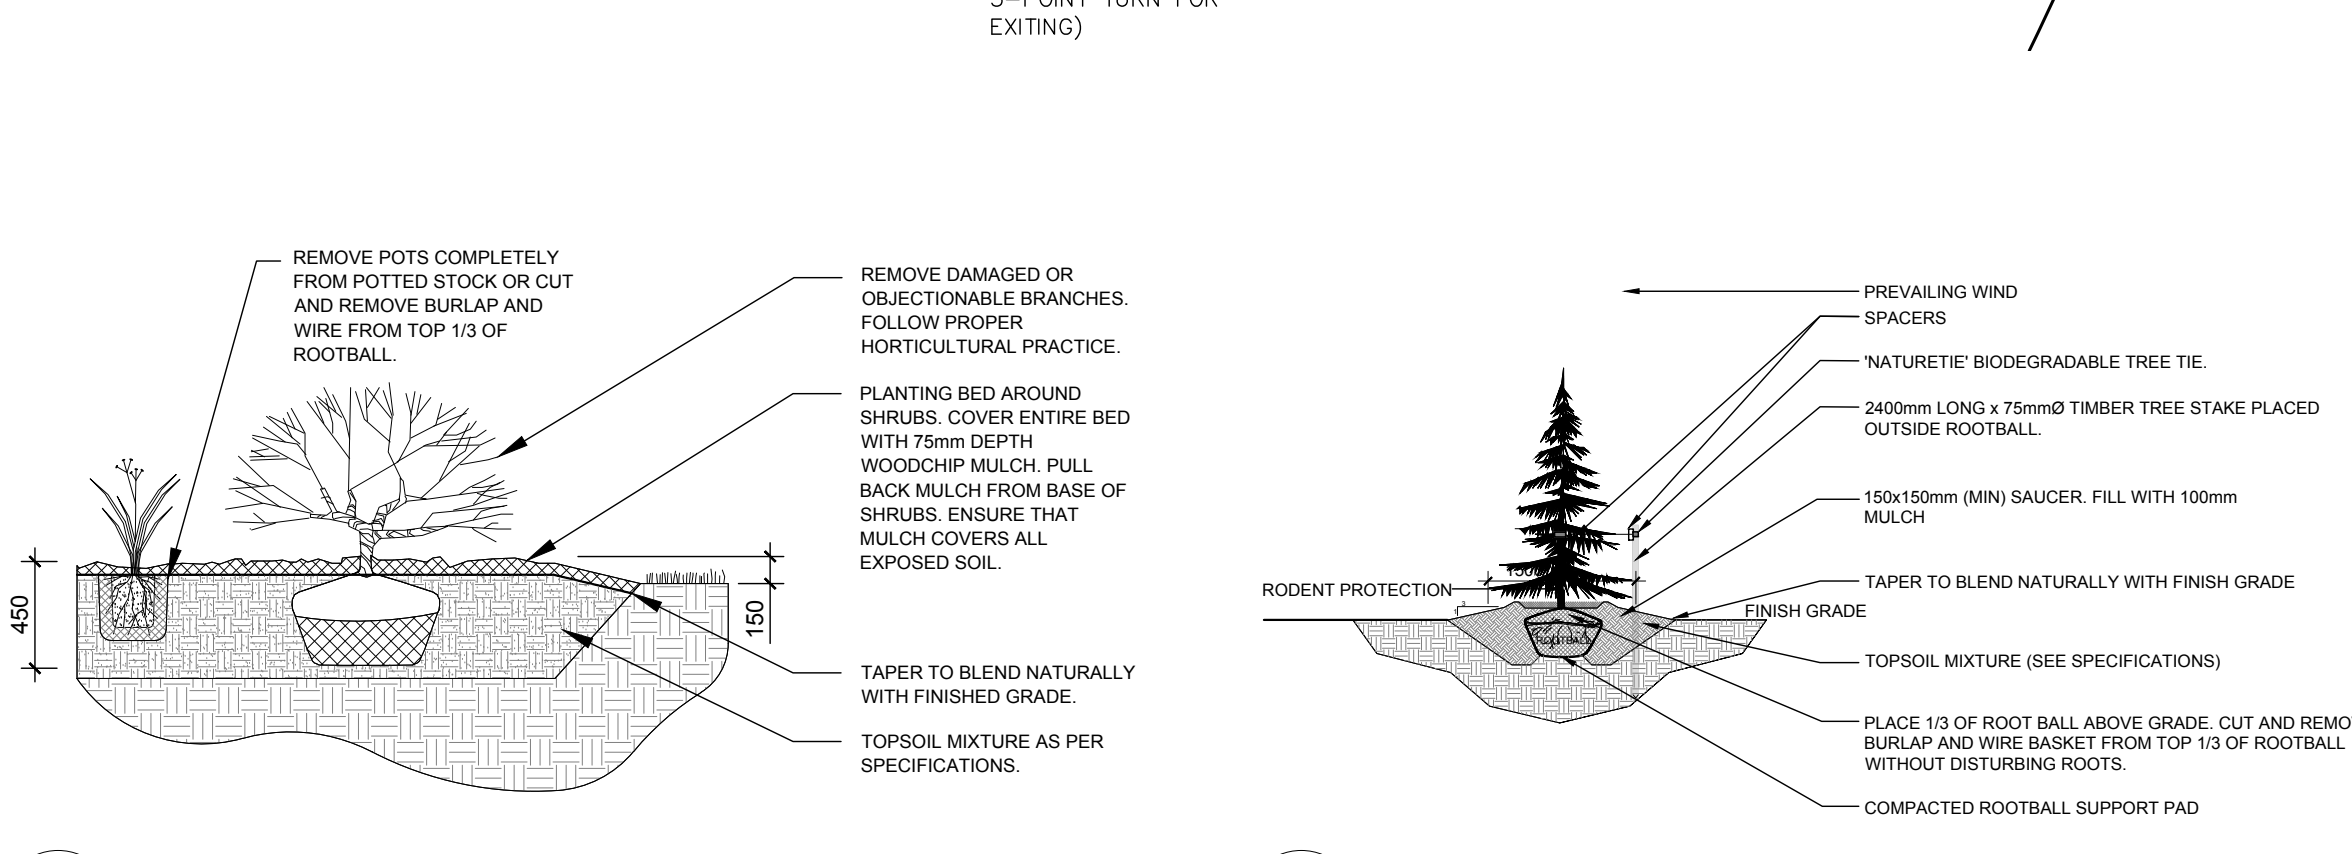 EXITING)
REMOVE POTS COMPLETELY
FROM POTTED STOCK OR CUT
AND REMOVE BURLAP AND
WIRE FROM TOP 1/3 OF
ROOTBALL.
REMOVE DAMAGED OR
OBJECTIONABLE BRANCHES.
FOLLOW PROPER
HORTICULTURAL PRACTICE.
PLANTING BED AROUND
SHRUBS. COVER ENTIRE BED
WITH 75mm DEPTH
WOODCHIP MULCH. PULL
BACK MULCH FROM BASE OF
SHRUBS. ENSURE THAT
MULCH COVERS ALL
EXPOSED SOIL.
450
150
TAPER TO BLEND NATURALLY
WITH FINISHED GRADE.
TOPSOIL MIXTURE AS PER
SPECIFICATIONS.
PREVAILING WIND
SPACERS
'NATURETIE' BIODEGRADABLE TREE TIE.
2400mm LONG x 75mmØ TIMBER TREE STAKE PLACED
OUTSIDE ROOTBALL.
150x150mm (MIN) SAUCER. FILL WITH 100mm
MULCH
RODENT PROTECTION
TAPER TO BLEND NATURALLY WITH FINISH GRADE
FINISH GRADE
ROOTBALL
TOPSOIL MIXTURE (SEE SPECIFICATIONS)
PLACE 1/3 OF ROOT BALL ABOVE GRADE. CUT AND REMO
BURLAP AND WIRE BASKET FROM TOP 1/3 OF ROOTBALL
WITHOUT DISTURBING ROOTS.
COMPACTED ROOTBALL SUPPORT PAD